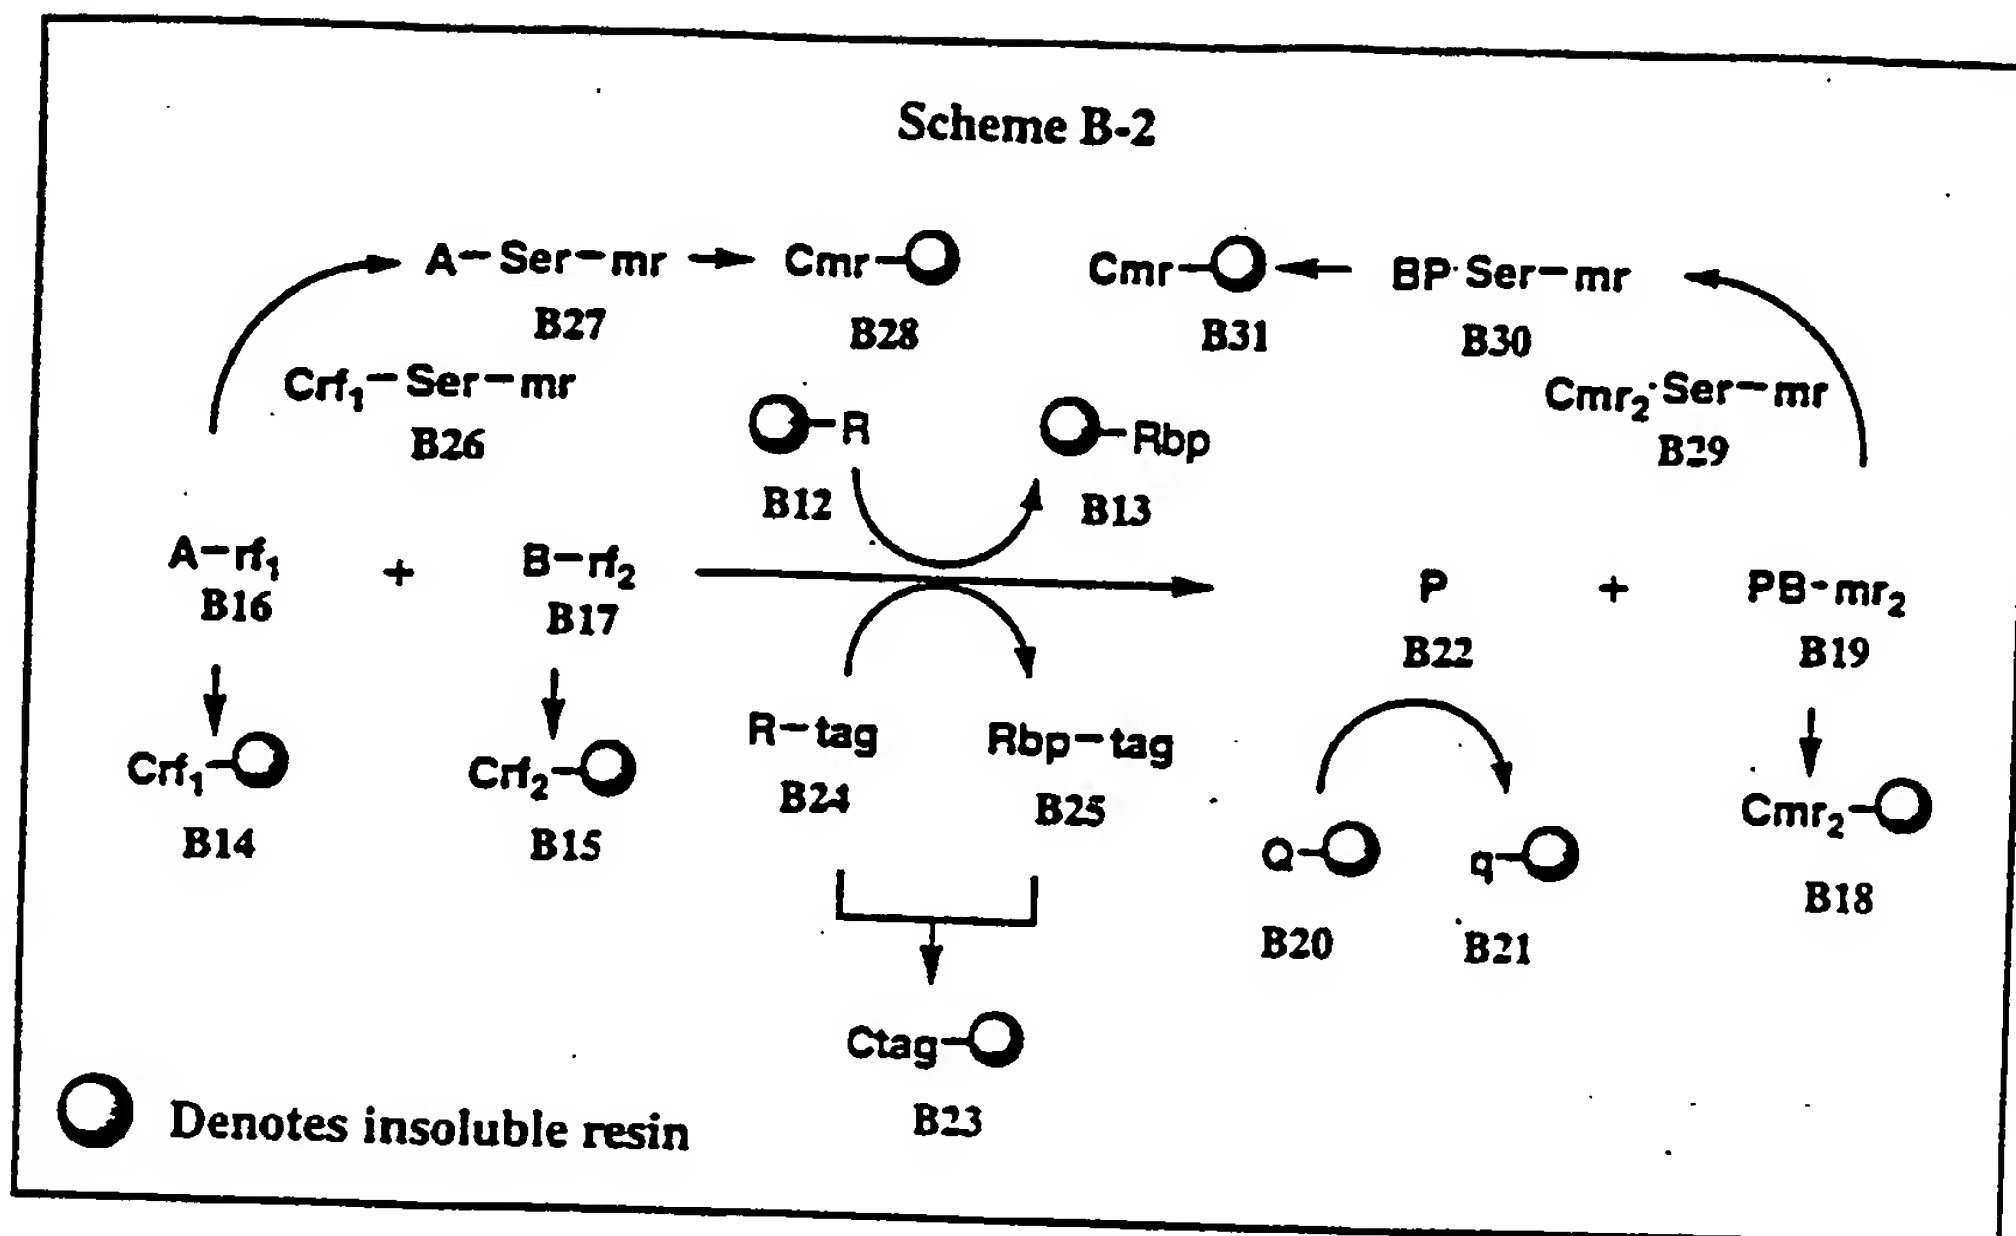 Scheme B-2
A-Ser-mr → Cmr-
B27
B28
Cmr- ← BP·Ser-mr
B31
B30
Crf₁-Ser-mr
B26
Cmr₂·Ser-mr
B29
-R
B12
-Rbp
B13
A-rf₁ + B-rf₂
B16
B17
P + PB-mr₂
B22
B19
Crf₁-
B14
Crf₂-
B15
R-tag
B24
Rbp-tag
B25
Q-
B20
q-
B21
Cmr₂-
B18
Ctag-
B23
Denotes insoluble resin